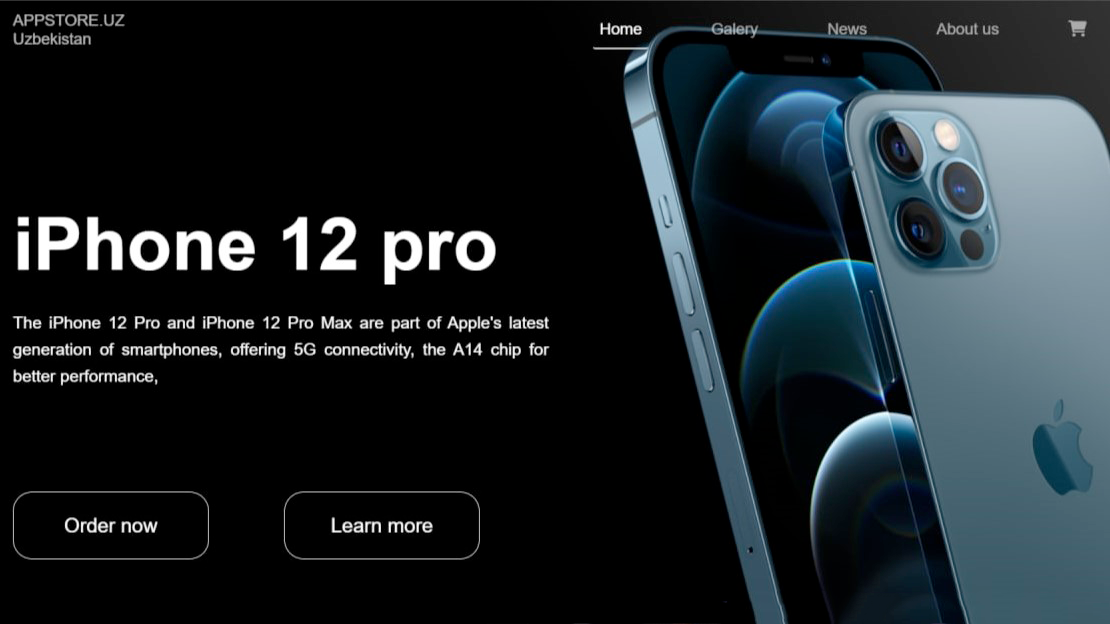 APPSTORE.UZ
Uzbekistan
Home Galery News About us
iPhone 12 pro
The iPhone 12 Pro and iPhone 12 Pro Max are part of Apple's latest
generation of smartphones, offering 5G connectivity, the A14 chip for
better performance,
Order now Learn more